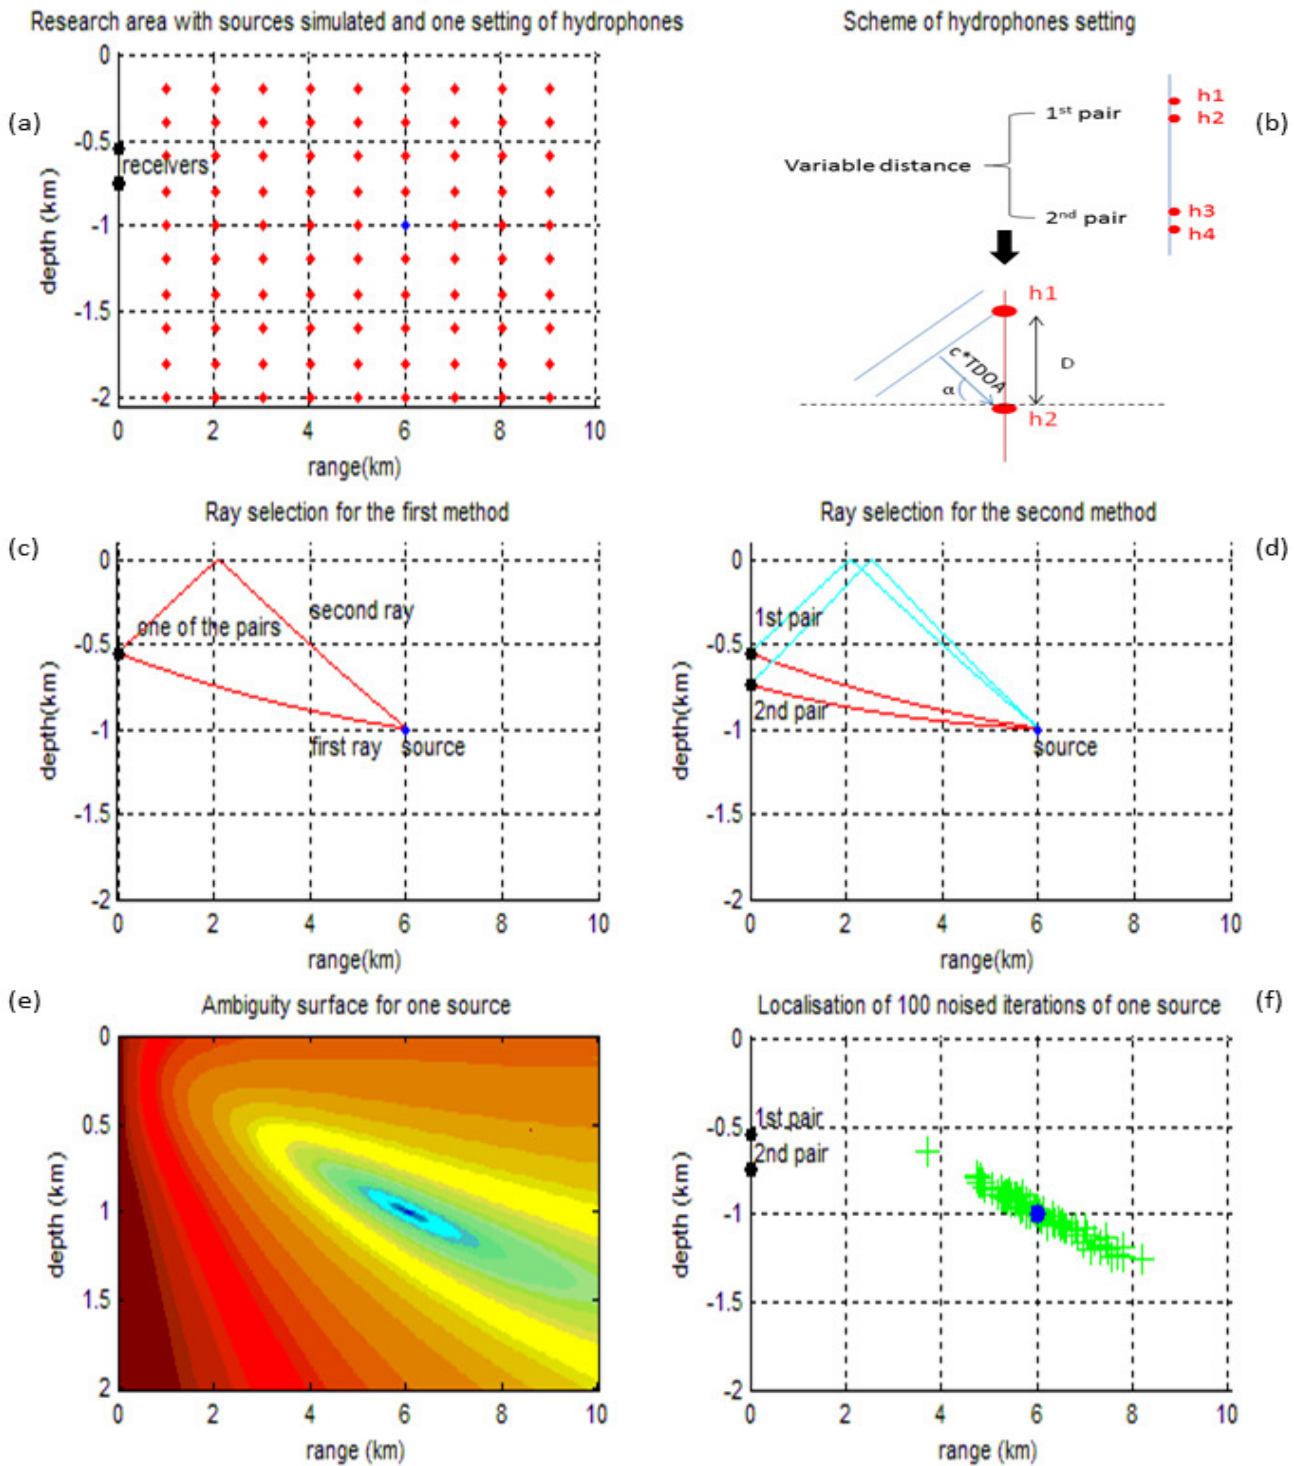 Research area with sources simulated and one setting of hydrophones
(a)
0
-0.5
-1
-1.5
-2
depth (km)
receivers
0 2 4 6 8 10
range(km)
Scheme of hydrophones setting
(b)
1st pair
Variable distance
2nd pair
h1
h2
h3
h4
h1
c*TDOA
α
D
h2
Ray selection for the first method
(c)
0
-0.5
-1
-1.5
-2
depth(km)
second ray
one of the pairs
first ray
source
0 2 4 6 8 10
range(km)
Ray selection for the second method
(d)
0
-0.5
-1
-1.5
-2
depth(km)
1st pair
2nd pair
source
0 2 4 6 8 10
range(km)
Ambiguity surface for one source
(e)
0
0.5
1
1.5
2
depth (km)
0 2 4 6 8 10
range (km)
Localisation of 100 noised iterations of one source
(f)
0
-0.5
-1
-1.5
-2
depth (km)
1st pair
2nd pair
0 2 4 6 8 10
range (km)